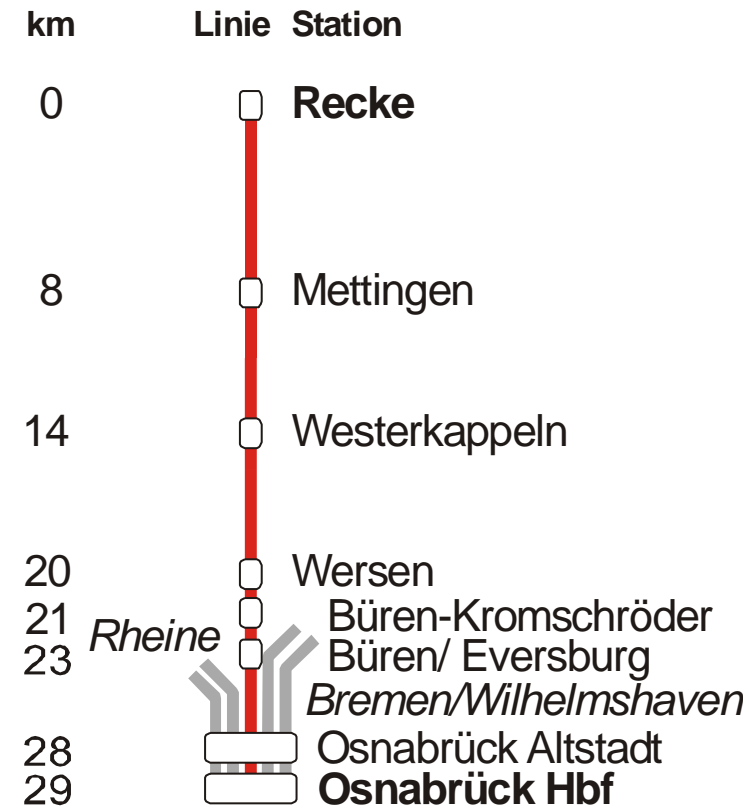 km Linie Station
0 Recke
8 Mettingen
14 Westerkappeln
20 Wersen
21 Büren-Kromschröder
Rheine
23 Büren/ Eversburg
Bremen/Wilhelmshaven
28 Osnabrück Altstadt
29 Osnabrück Hbf